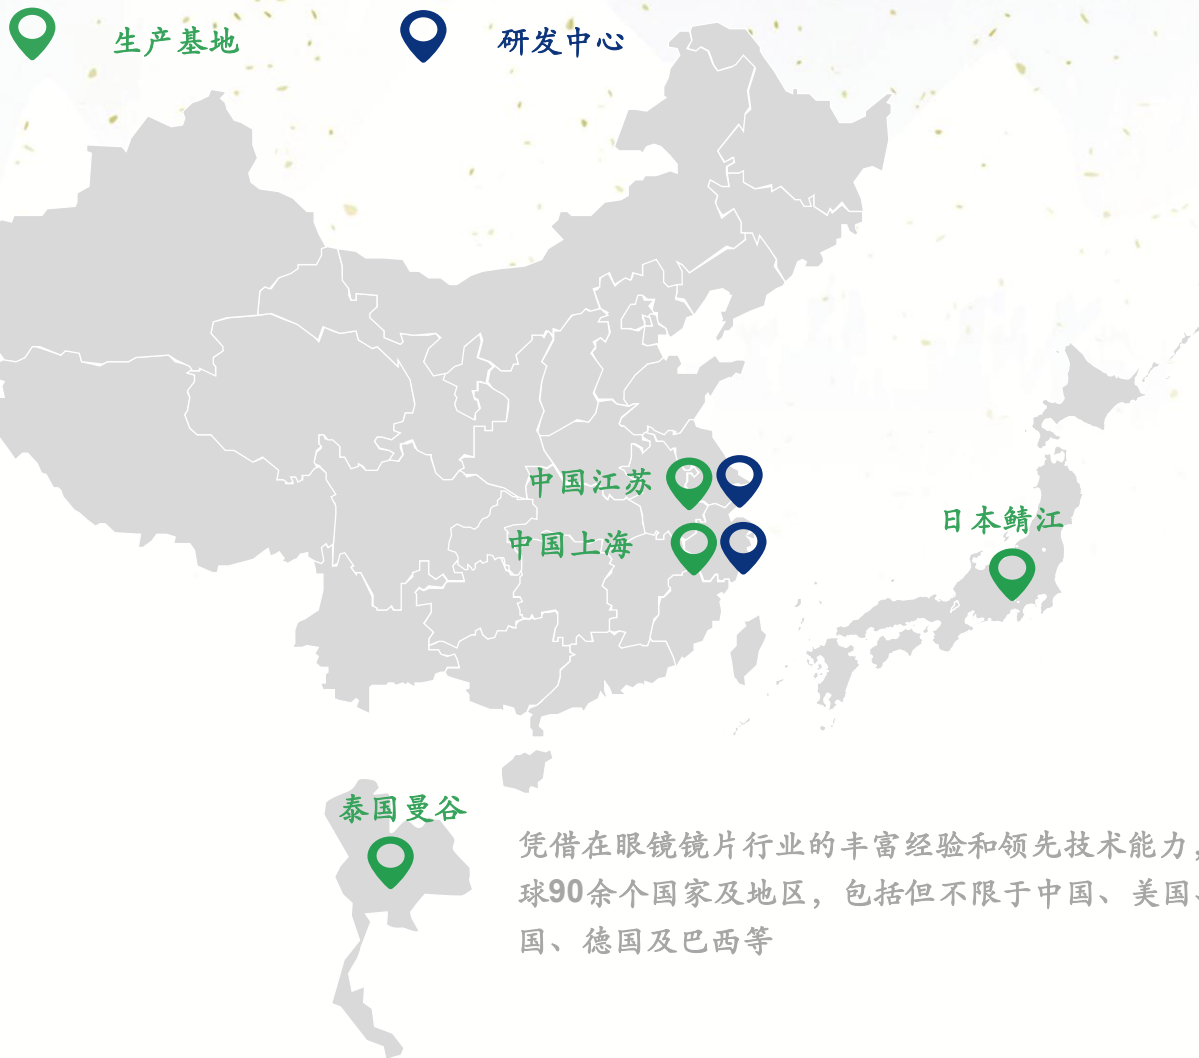 生产基地
研发中心
中国江苏
中国上海
日本鲭江
泰国曼谷
凭借在眼镜镜片行业的丰富经验和领先技术能力，
球90余个国家及地区，包括但不限于中国、美国、
国、德国及巴西等